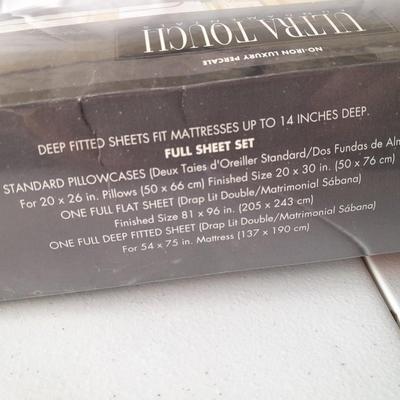 ULTRA TOUCH
NO-IRON LUXURY PERCALE
DEEP FITTED SHEETS FIT MATTRESSES UP TO 14 INCHES DEEP.
FULL SHEET SET
STANDARD PILLOWCASES (Deux Taies d'Oreiller Standard/Dos Fundas de Alm
For 20 x 26 in. Pillows (50 x 66 cm) Finished Size 20 x 30 in. (50 x 76 cm)
ONE FULL FLAT SHEET (Drap Lit Double/Matrimonial Sábana)
Finished Size 81 x 96 in. (205 x 243 cm)
ONE FULL DEEP FITTED SHEET (Drap Lit Double/Matrimonial Sábana)
For 54 x 75 in. Mattress (137 x 190 cm)